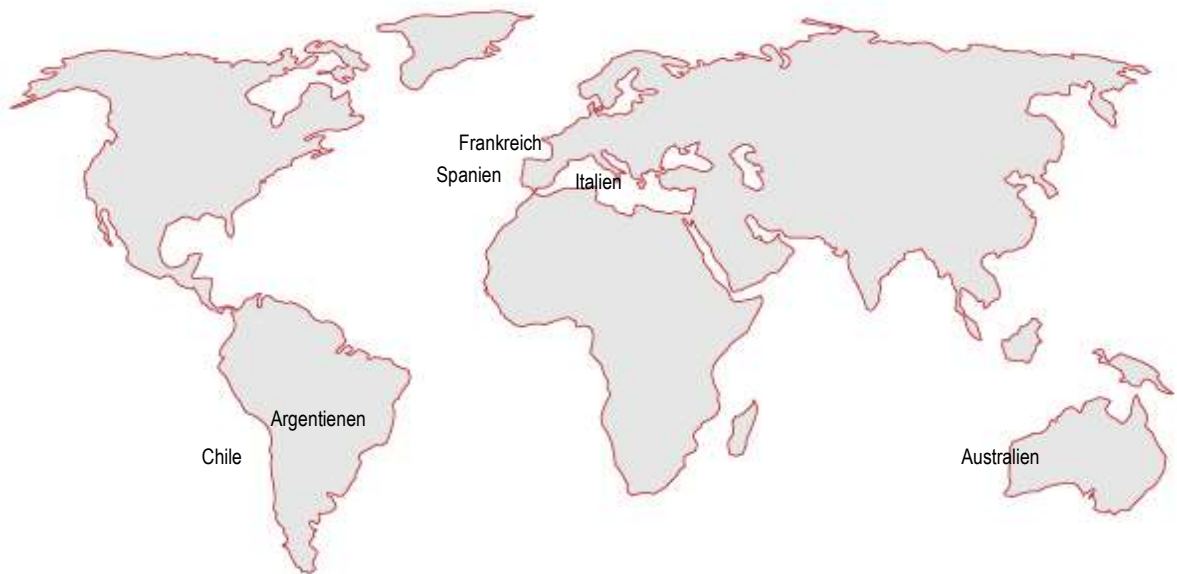 Frankreich
Spanien
Italien
Argentienen
Chile
Australien